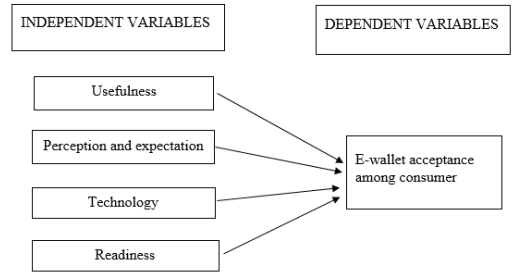 INDEPENDENT VARIABLES
DEPENDENT VARIABLES
Usefulness
Perception and expectation
Technology
Readiness
E-wallet acceptance
among consumer